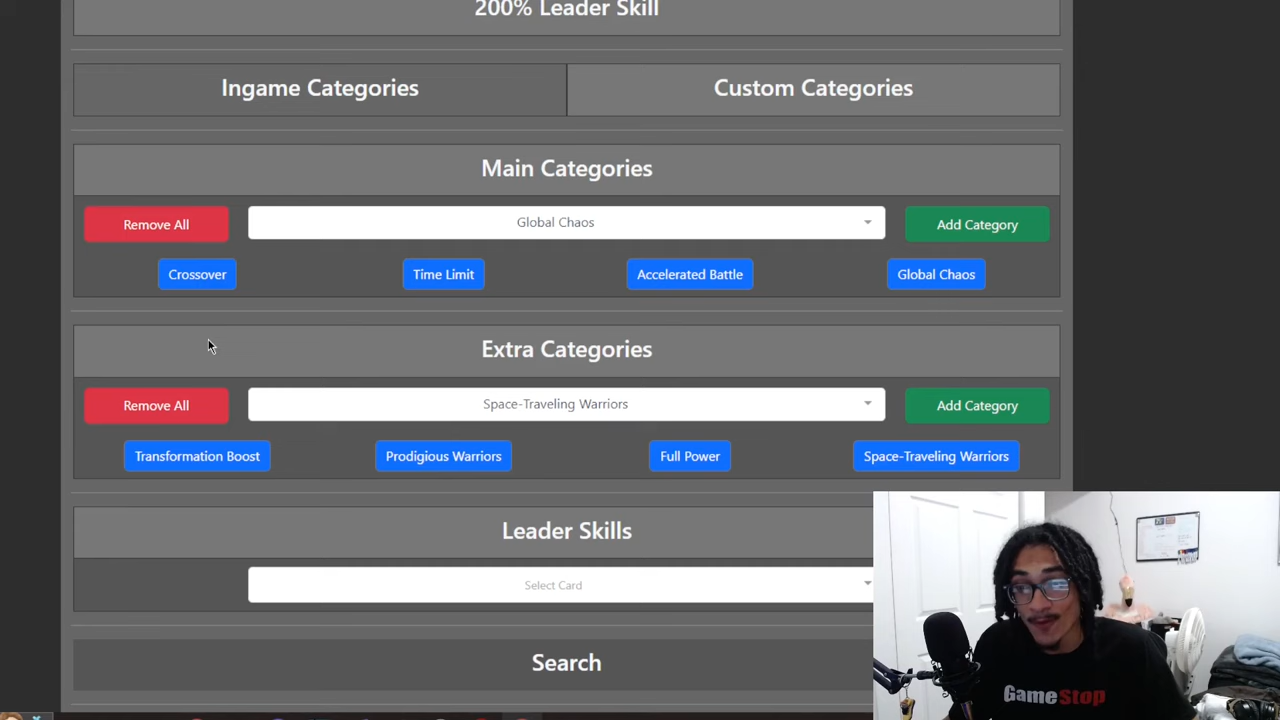 200% Leader Skill
Ingame Categories
Custom Categories
Main Categories
Remove All
Global Chaos
Add Category
Crossover
Time Limit
Accelerated Battle
Global Chaos
Extra Categories
Remove All
Space-Traveling Warriors
Add Category
Transformation Boost
Prodigious Warriors
Full Power
Space-Traveling Warriors
Leader Skills
Select Card
Search
GameStop